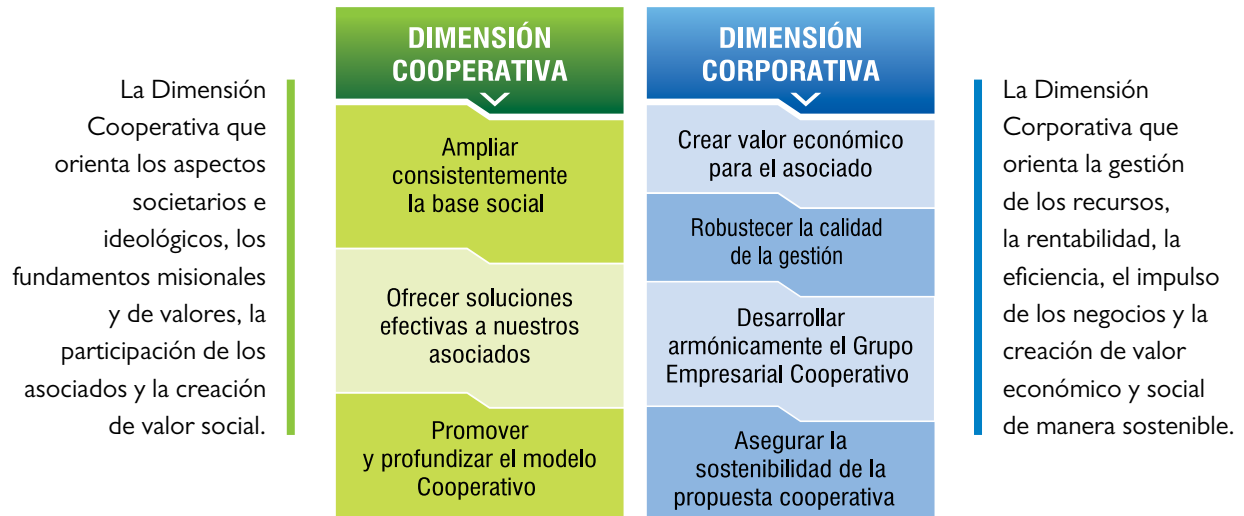 La Dimensión
Cooperativa que
orienta los aspectos
societarios e
ideológicos, los
fundamentos misionales
y de valores, la
participación de los
asociados y la creación
de valor social.
DIMENSIÓN
COOPERATIVA
Ampliar
consistentemente
la base social
Ofrecer soluciones
efectivas a nuestros
asociados
Promover
y profundizar el modelo
Cooperativo
DIMENSIÓN
CORPORATIVA
Crear valor económico
para el asociado
Robustecer la calidad
de la gestión
Desarrollar
armónicamente el Grupo
Empresarial Cooperativo
Asegurar la
sostenibilidad de la
propuesta cooperativa
La Dimensión
Corporativa que
orienta la gestión
de los recursos,
la rentabilidad, la
eficiencia, el impulso
de los negocios y la
creación de valor
económico y social
de manera sostenible.